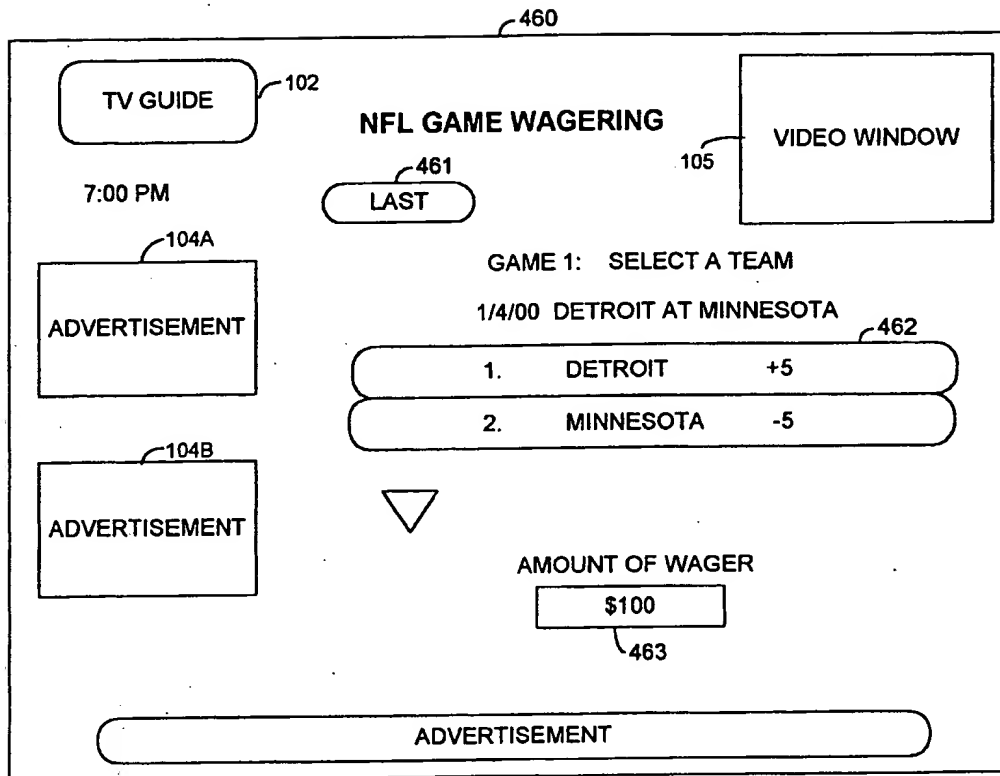 460
TV GUIDE
102
NFL GAME WAGERING
VIDEO WINDOW
105
7:00 PM
461
LAST
104A
ADVERTISEMENT
GAME 1: SELECT A TEAM
1/4/00 DETROIT AT MINNESOTA
462
1. DETROIT +5
2. MINNESOTA -5
104B
ADVERTISEMENT
AMOUNT OF WAGER
$100
463
ADVERTISEMENT